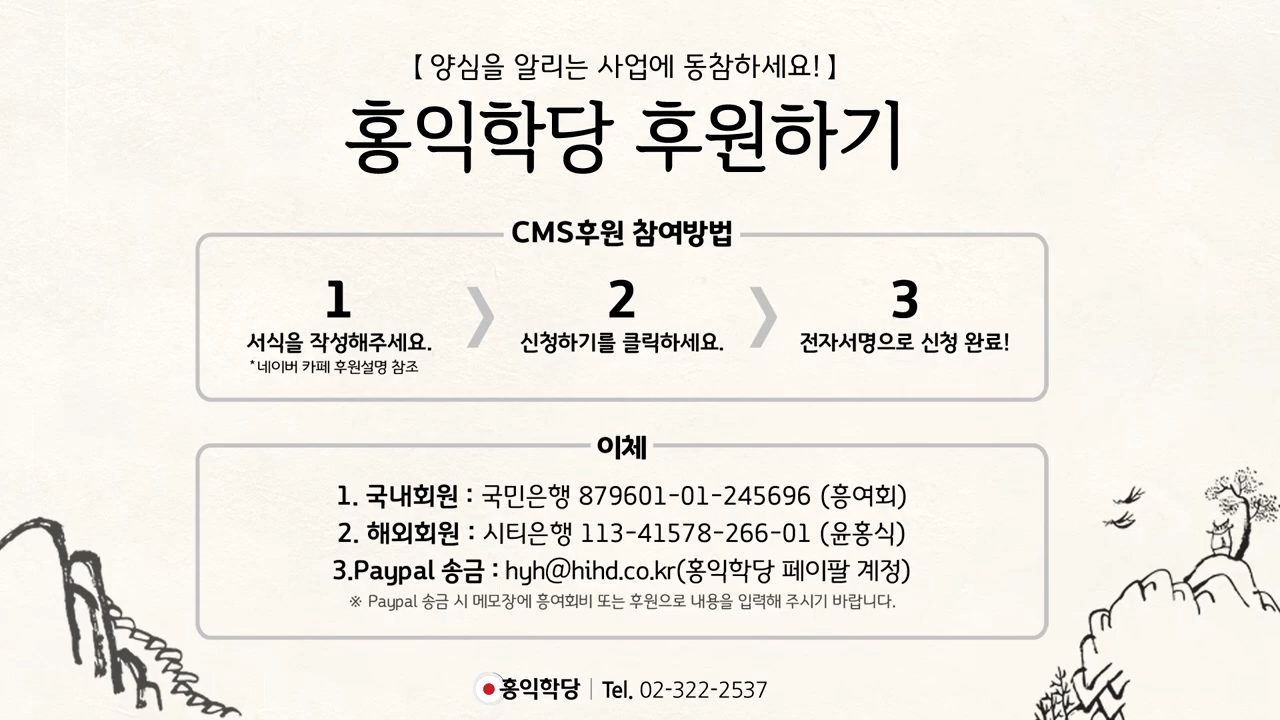 【 양심을 알리는 사업에 동참하세요! 】
홍익학당 후원하기
CMS후원 참여방법
1
서식을 작성해주세요.
*네이버 카페 후원설명 참조
2
신청하기를 클릭하세요.
3
전자서명으로 신청 완료!
이체
1. 국내회원 : 국민은행 879601-01-245696 (흥여회)
2. 해외회원 : 시티은행 113-41578-266-01 (윤홍식)
3.Paypal 송금 : hyh@hihd.co.kr(홍익학당 페이팔 계정)
※ Paypal 송금 시 메모장에 흥여회비 또는 후원으로 내용을 입력해 주시기 바랍니다.
홍익학당 | Tel. 02-322-2537